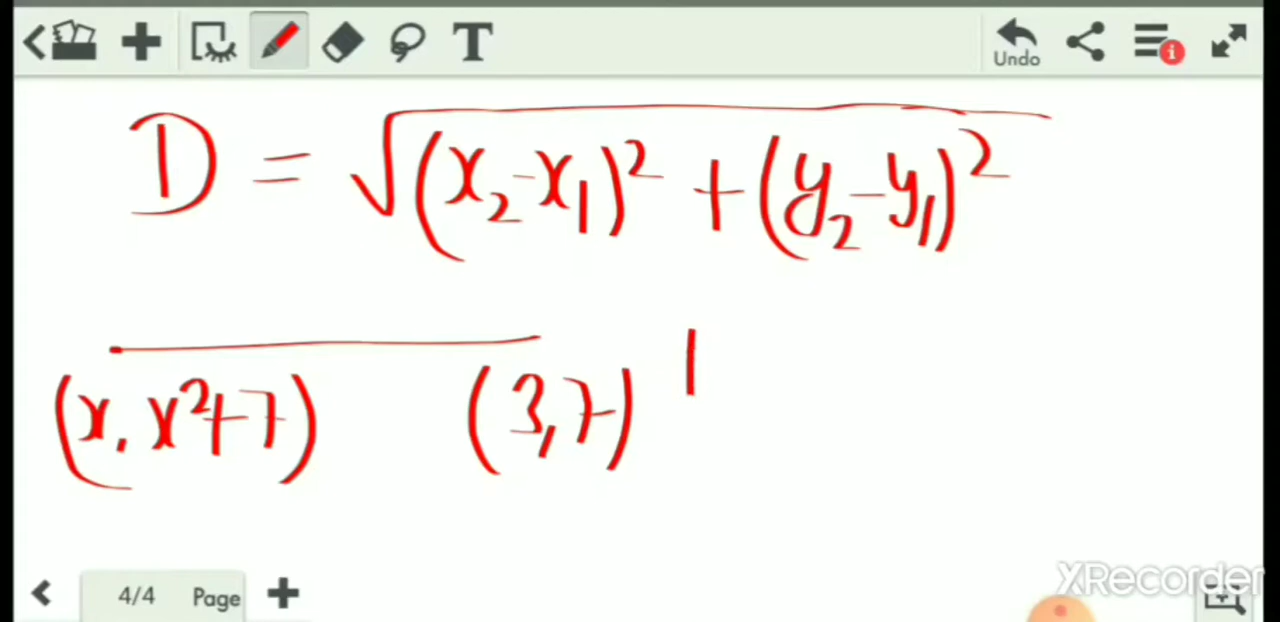 Undo
D = √(x₂-x₁)² + (y₂-y₁)²
(x, x²+7) (3,7) |
4/4 Page
XRecorder